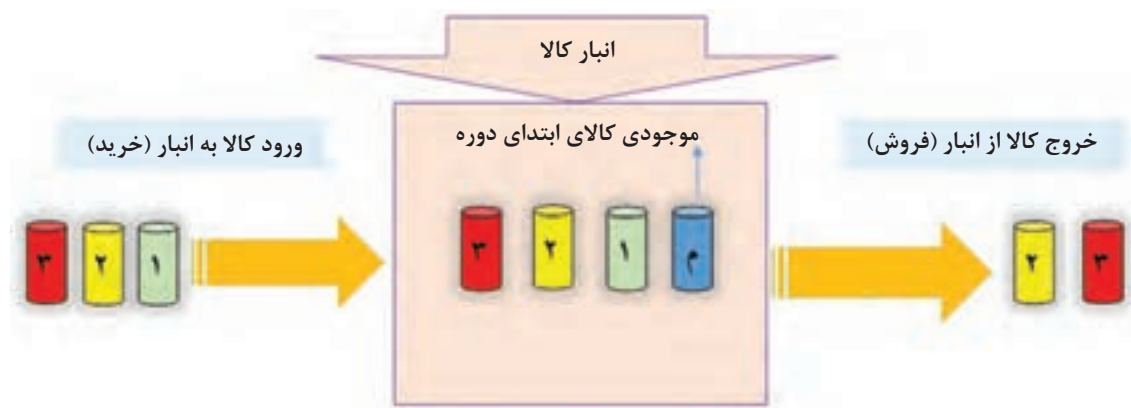 انبار کالا
خروج کالا از انبار (فروش)
موجودی کالای ابتدای دوره
ورود کالا به انبار (خرید)
۳ ۲
م ۱ ۲ ۳
۱ ۲ ۳